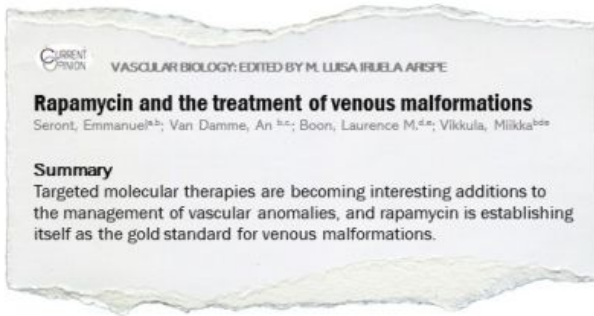 CURRENT
OPINION
VASCULAR BIOLOGY: EDITED BY M. LUISA IRUELA ARISPE
Rapamycin and the treatment of venous malformations
Seront, Emmanuel^a,b; Van Damme, An ^b,c; Boon, Laurence M.^d,e; Vikkula, Miikka^b,d,e
Summary
Targeted molecular therapies are becoming interesting additions to
the management of vascular anomalies, and rapamycin is establishing
itself as the gold standard for venous malformations.